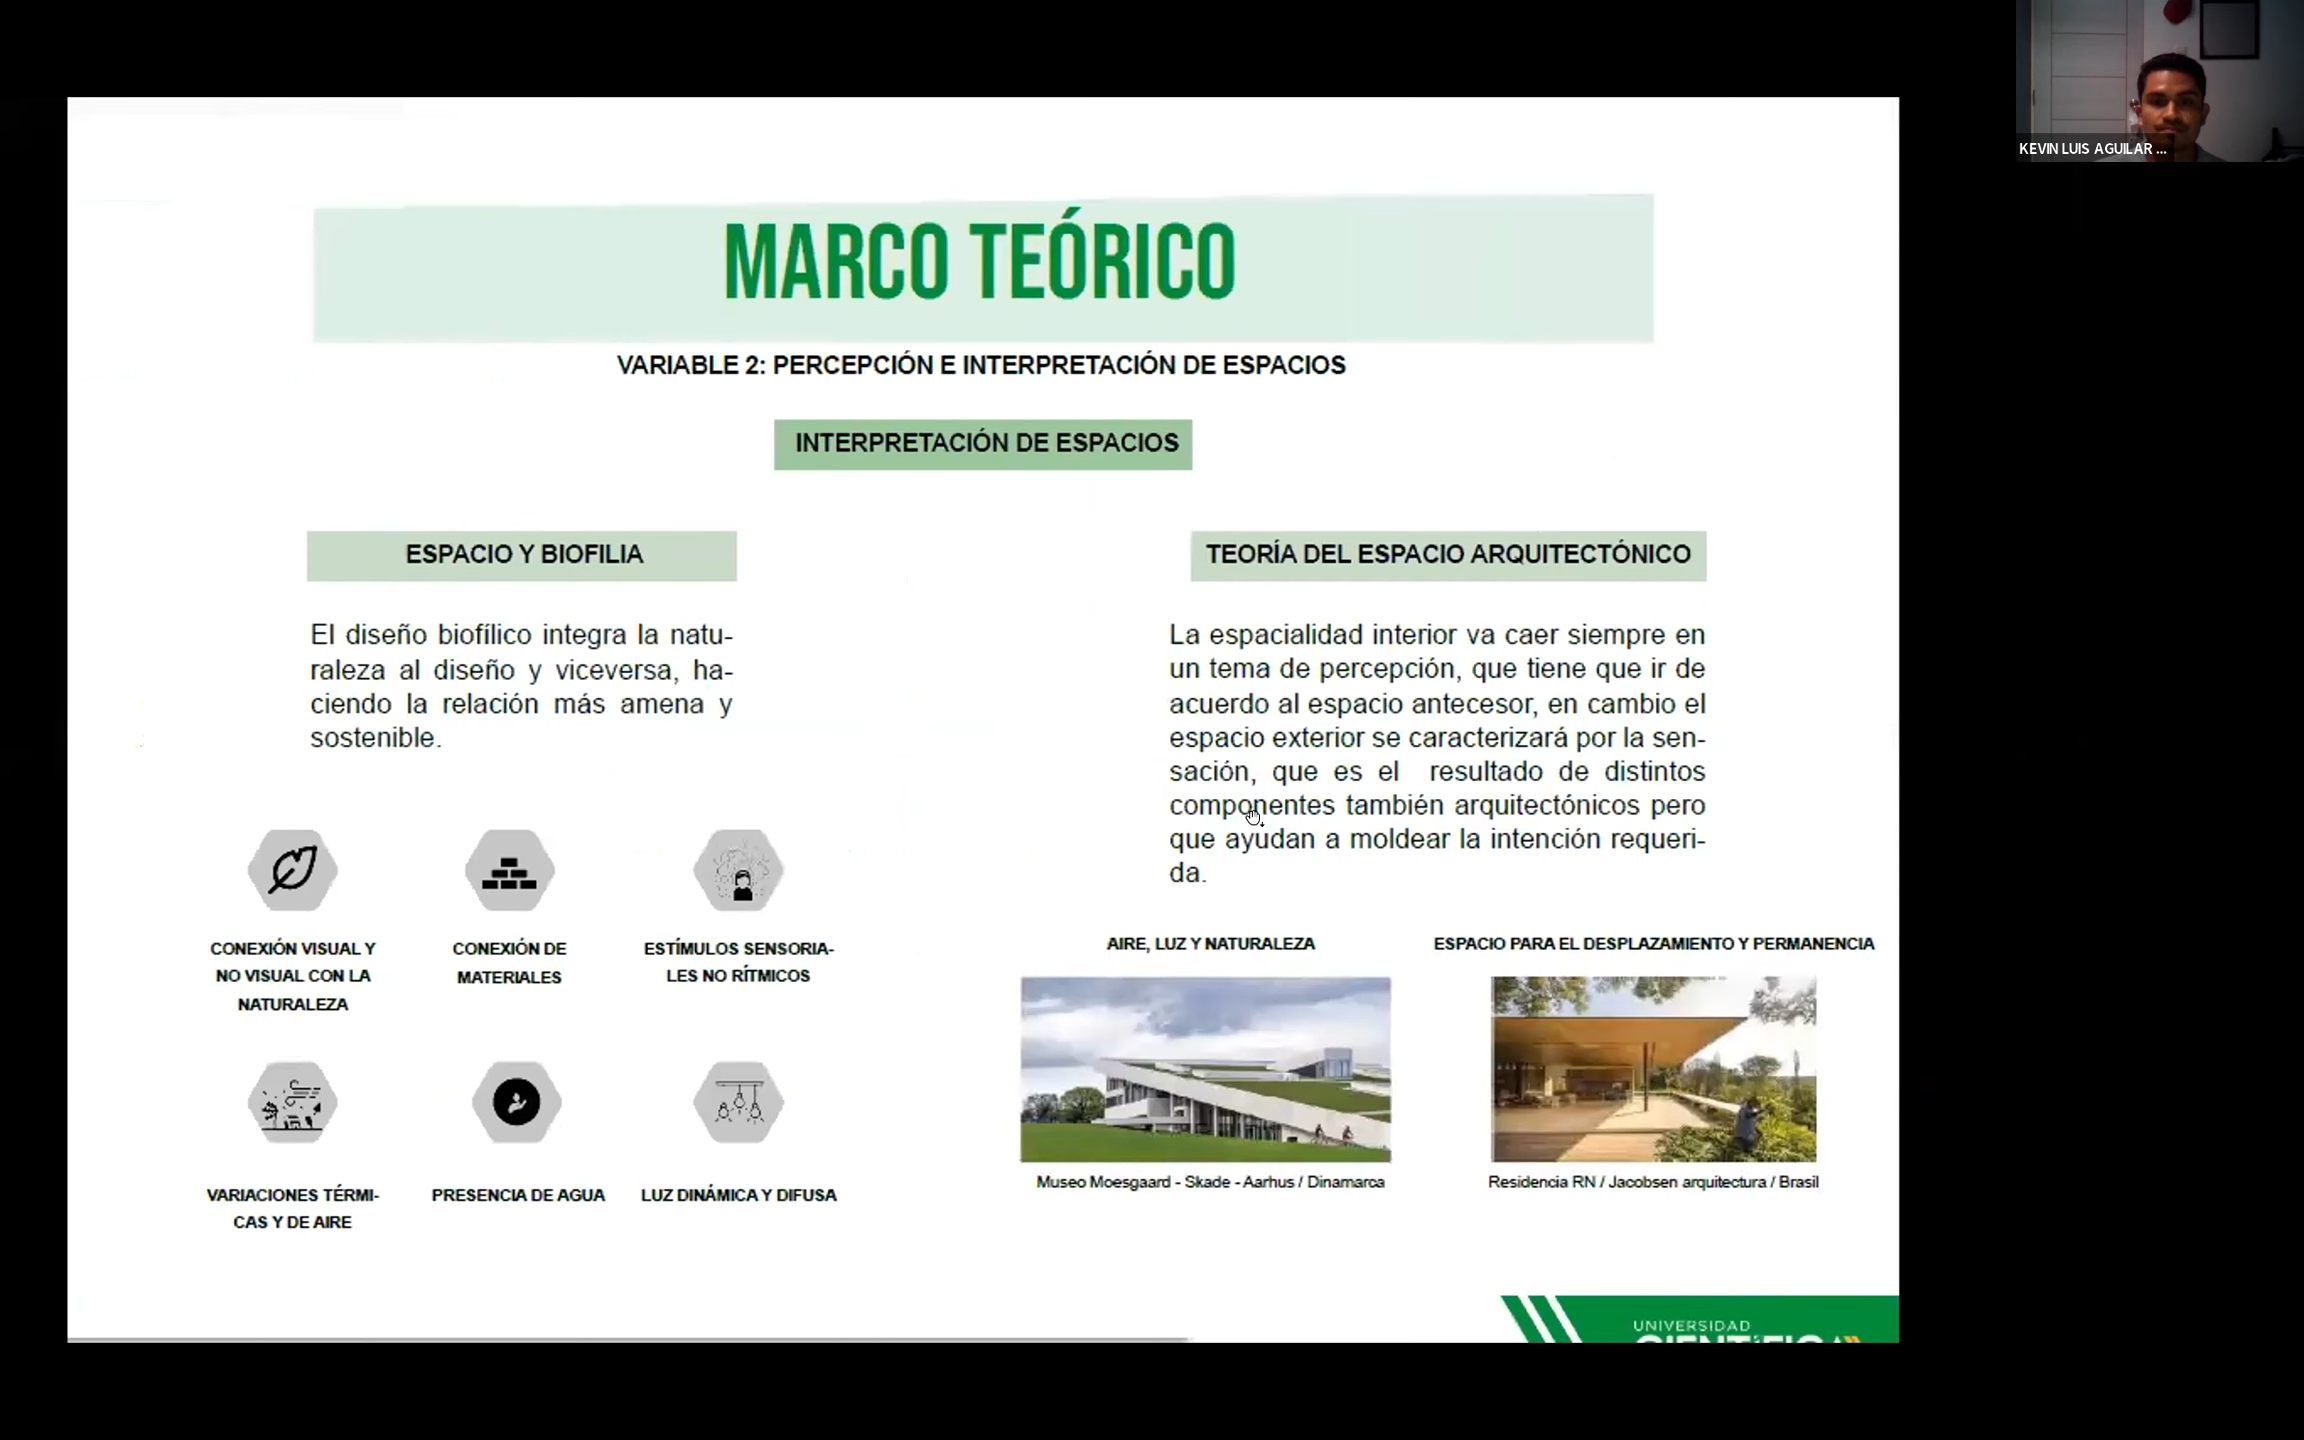 KEVIN LUIS AGUILAR ...
MARCO TEÓRICO
VARIABLE 2: PERCEPCIÓN E INTERPRETACIÓN DE ESPACIOS
INTERPRETACIÓN DE ESPACIOS
ESPACIO Y BIOFILIA
El diseño biofílico integra la natu-
raleza al diseño y viceversa, ha-
ciendo la relación más amena y
sostenible.
CONEXIÓN VISUAL Y
NO VISUAL CON LA
NATURALEZA
CONEXIÓN DE
MATERIALES
ESTÍMULOS SENSORIA-
LES NO RÍTMICOS
VARIACIONES TÉRMI-
CAS Y DE AIRE
PRESENCIA DE AGUA
LUZ DINÁMICA Y DIFUSA
TEORÍA DEL ESPACIO ARQUITECTÓNICO
La espacialidad interior va caer siempre en
un tema de percepción, que tiene que ir de
acuerdo al espacio antecesor, en cambio el
espacio exterior se caracterizará por la sen-
sación, que es el resultado de distintos
componentes también arquitectónicos pero
que ayudan a moldear la intención requeri-
da.
AIRE, LUZ Y NATURALEZA
Museo Moesgaard - Skade - Aarhus / Dinamarca
ESPACIO PARA EL DESPLAZAMIENTO Y PERMANENCIA
Residencia RN / Jacobsen arquitectura / Brasil
UNIVERSIDAD
CIENTÍFICA